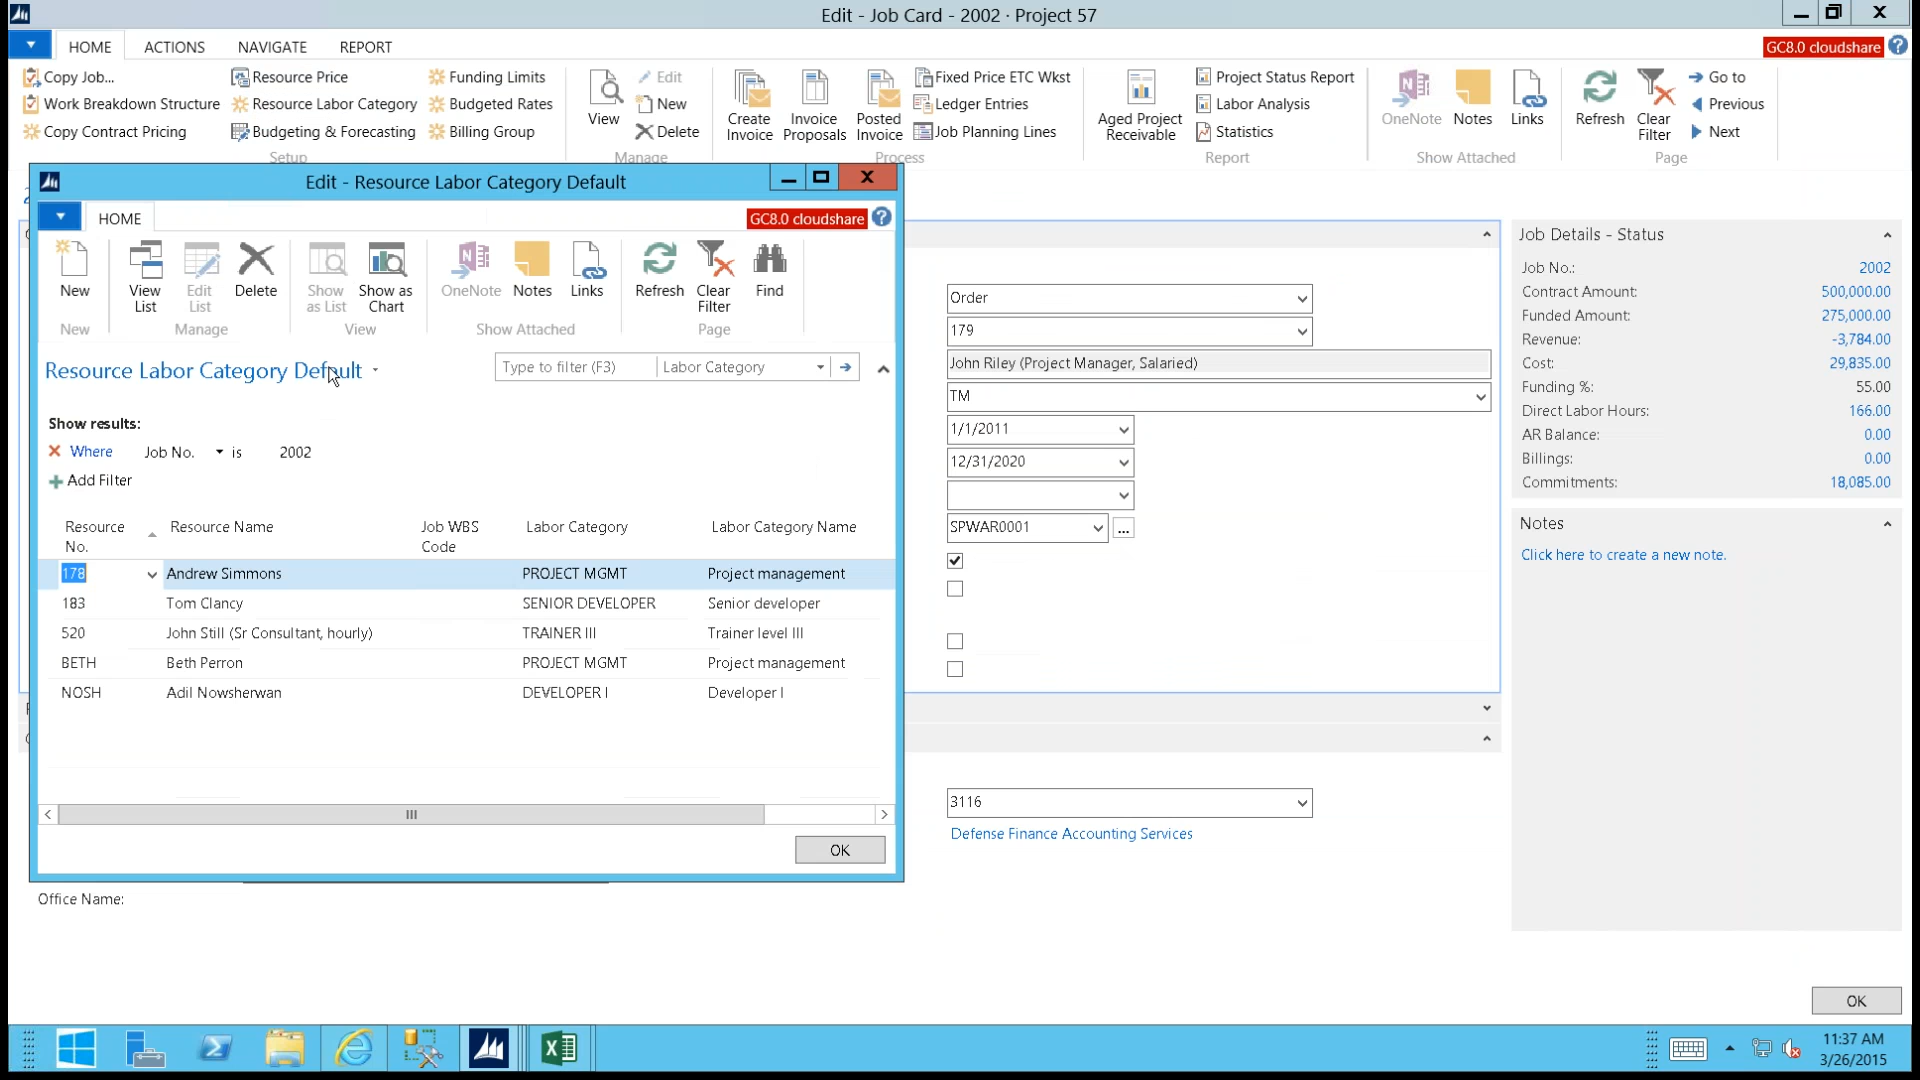 Edit - Job Card - 2002 · Project 57
HOME ACTIONS NAVIGATE REPORT
GC8.0 cloudshare
Copy Job...
Work Breakdown Structure
Copy Contract Pricing
Resource Price
Resource Labor Category
Budgeting & Forecasting
Funding Limits
Budgeted Rates
Billing Group
Setup
View
Edit
New
Delete
Manage
Create Invoice
Invoice Proposals
Posted Invoice
Fixed Price ETC Wkst
Ledger Entries
Job Planning Lines
Process
Aged Project Receivable
Project Status Report
Labor Analysis
Statistics
Report
OneNote
Notes
Links
Show Attached
Refresh
Clear Filter
Go to
Previous
Next
Page
Edit - Resource Labor Category Default
HOME
GC8.0 cloudshare
New
View List
Edit List
Delete
Show as List
Show as Chart
OneNote
Notes
Links
Refresh
Clear Filter
Find
New
Manage
View
Show Attached
Page
Resource Labor Category Default
Type to filter (F3)
Labor Category
Show results:
Where Job No. is 2002
Add Filter
Resource No. Resource Name Job WBS Code Labor Category Labor Category Name
178 Andrew Simmons PROJECT MGMT Project management
183 Tom Clancy SENIOR DEVELOPER Senior developer
520 John Still (Sr Consultant, hourly) TRAINER III Trainer level III
BETH Beth Perron PROJECT MGMT Project management
NOSH Adil Nowsherwan DEVELOPER I Developer I
OK
Order
179
John Riley (Project Manager, Salaried)
TM
1/1/2011
12/31/2020
SPWAR0001
...
3116
Defense Finance Accounting Services
Office Name:
Job Details - Status
Job No.: 2002
Contract Amount: 500,000.00
Funded Amount: 275,000.00
Revenue: -3,784.00
Cost: 29,835.00
Funding %: 55.00
Direct Labor Hours: 166.00
AR Balance: 0.00
Billings: 0.00
Commitments: 18,085.00
Notes
Click here to create a new note.
OK
11:37 AM
3/26/2015